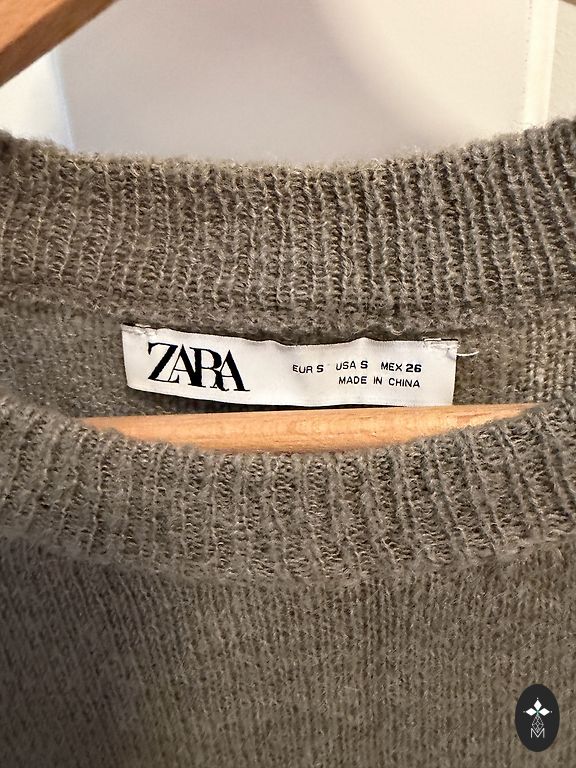 ZARA
EUR S USA S MEX 26
MADE IN CHINA
M